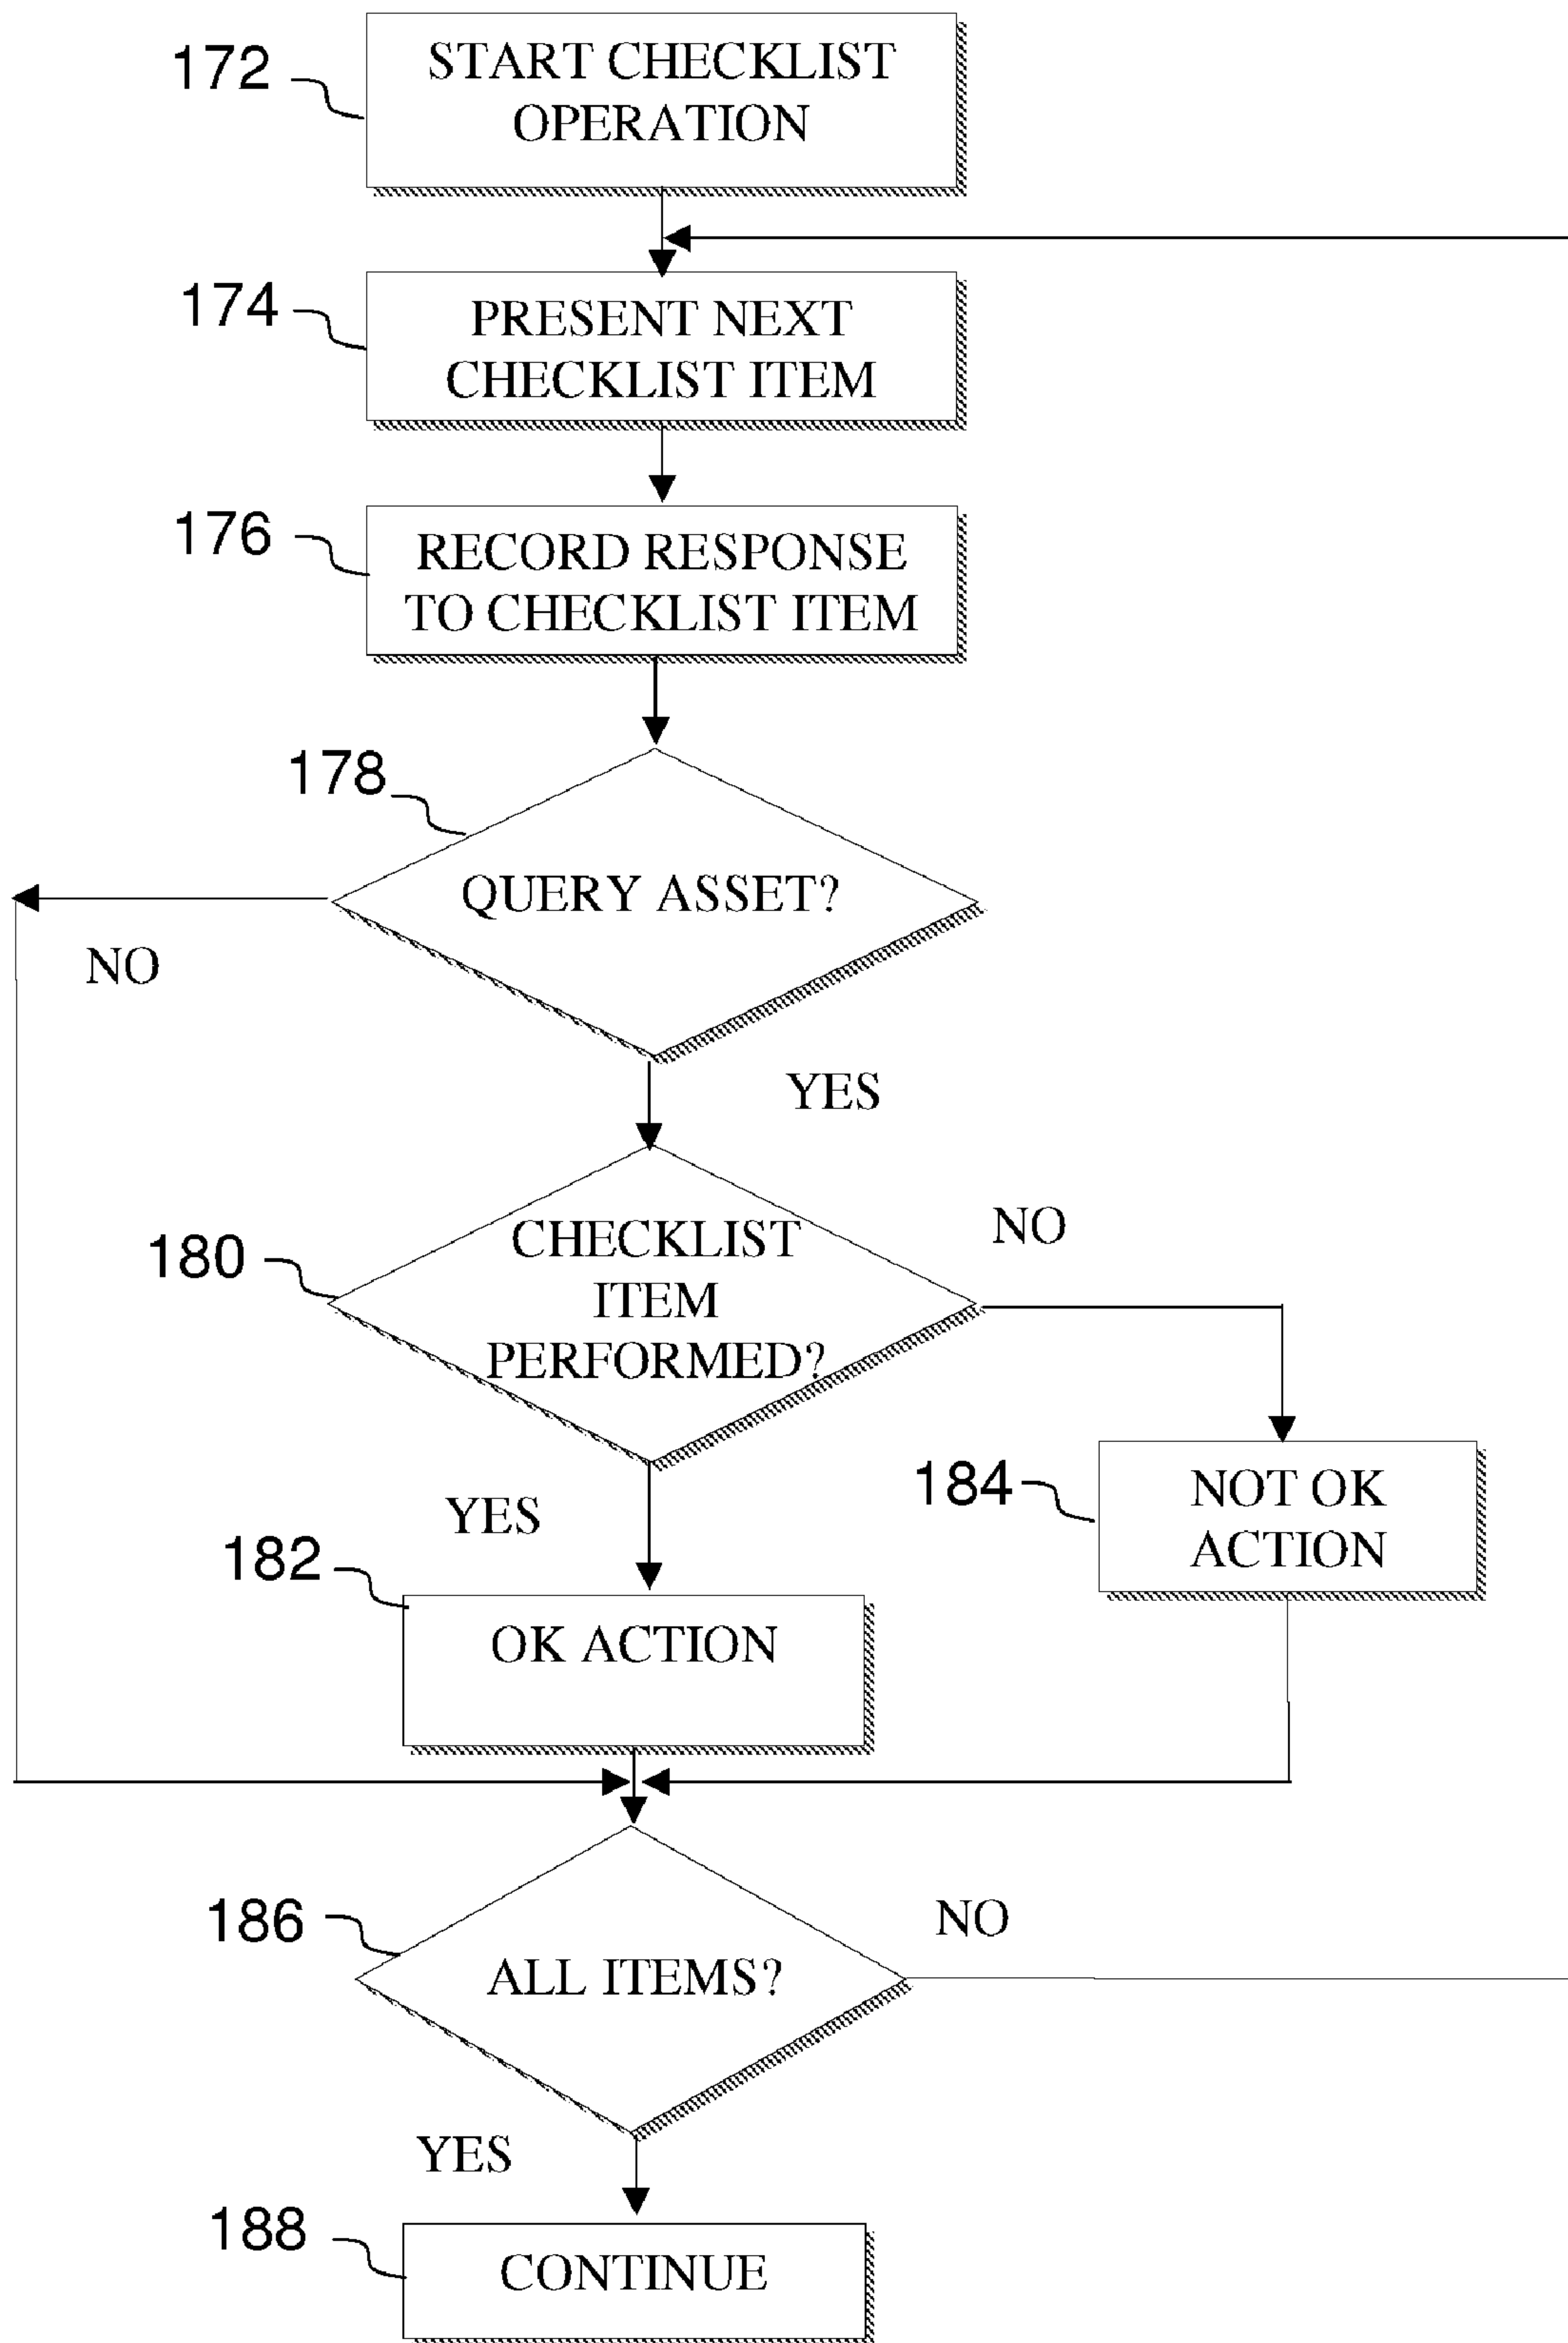 172
START CHECKLIST
OPERATION
174
PRESENT NEXT
CHECKLIST ITEM
176
RECORD RESPONSE
TO CHECKLIST ITEM
178
QUERY ASSET?
NO
YES
180
CHECKLIST
ITEM
PERFORMED?
NO
YES
184
NOT OK
ACTION
182
OK ACTION
186
ALL ITEMS?
NO
YES
188
CONTINUE